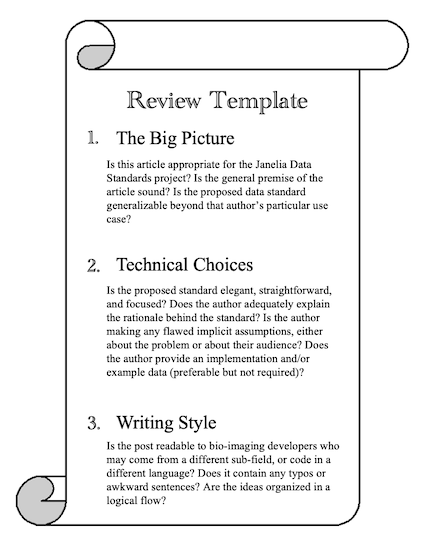 Review Template
1. The Big Picture
Is this article appropriate for the Janelia Data
Standards project? Is the general premise of the
article sound? Is the proposed data standard
generalizable beyond that author's particular use
case?
2. Technical Choices
Is the proposed standard elegant, straightforward,
and focused? Does the author adequately explain
the rationale behind the standard? Is the author
making any flawed implicit assumptions, either
about the problem or about their audience? Does
the author provide an implementation and/or
example data (preferable but not required)?
3. Writing Style
Is the post readable to bio-imaging developers who
may come from a different sub-field, or code in a
different language? Does it contain any typos or
awkward sentences? Are the ideas organized in a
logical flow?